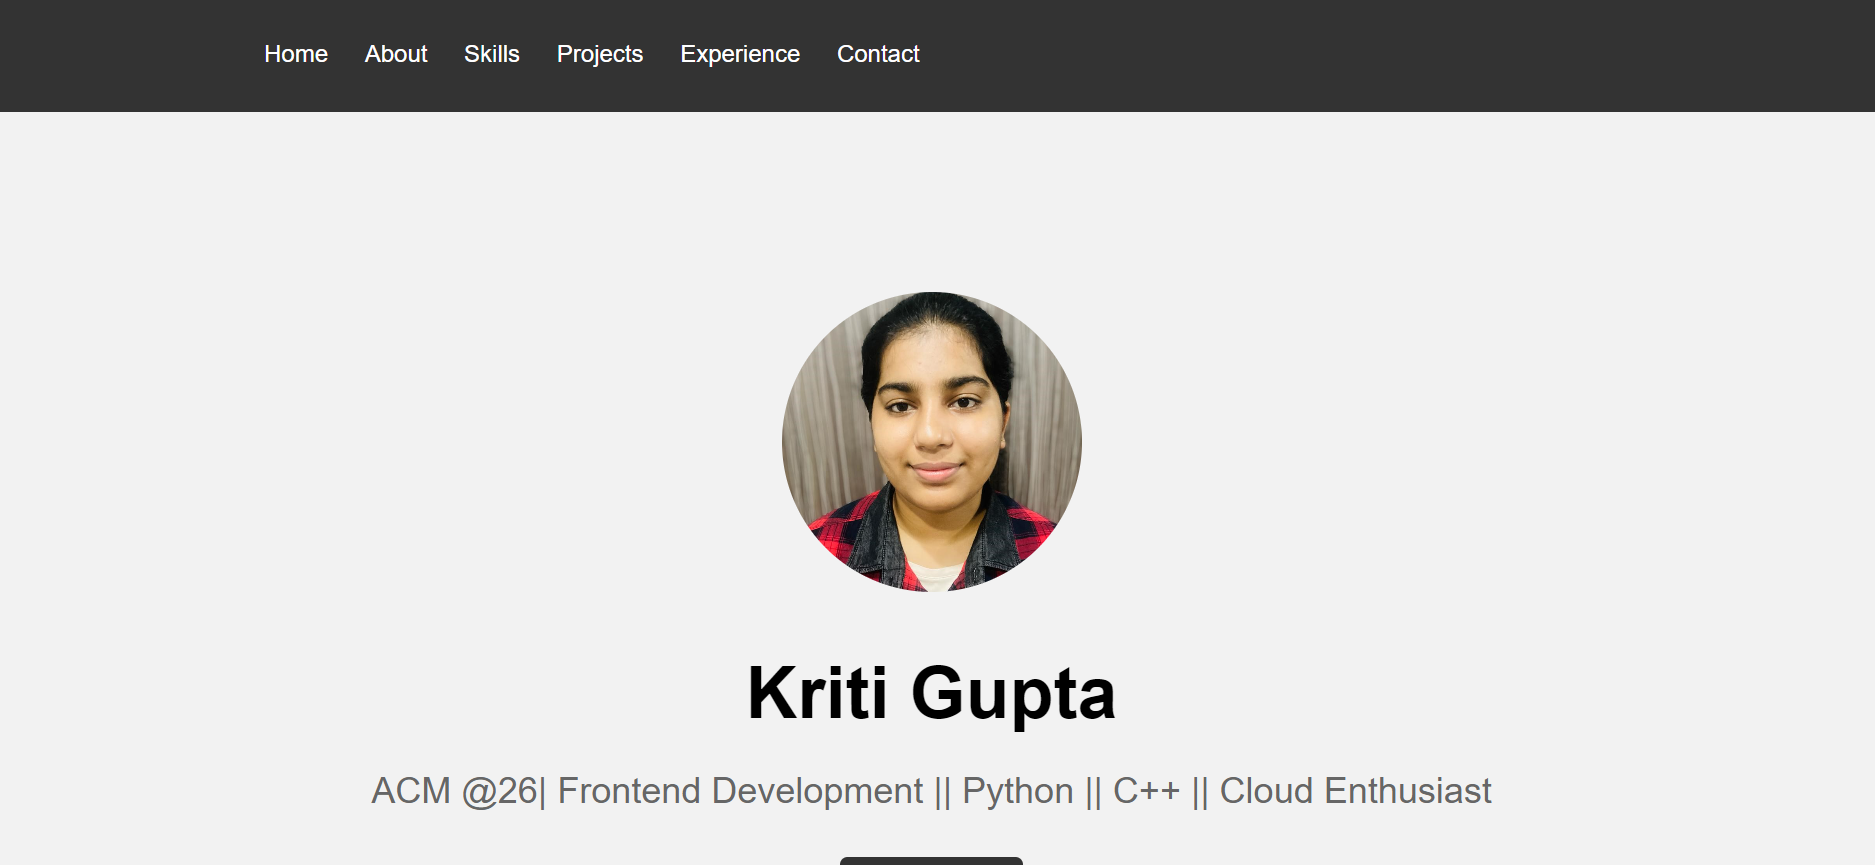 Home About Skills Projects Experience Contact
Kriti Gupta
ACM @26| Frontend Development || Python || C++ || Cloud Enthusiast